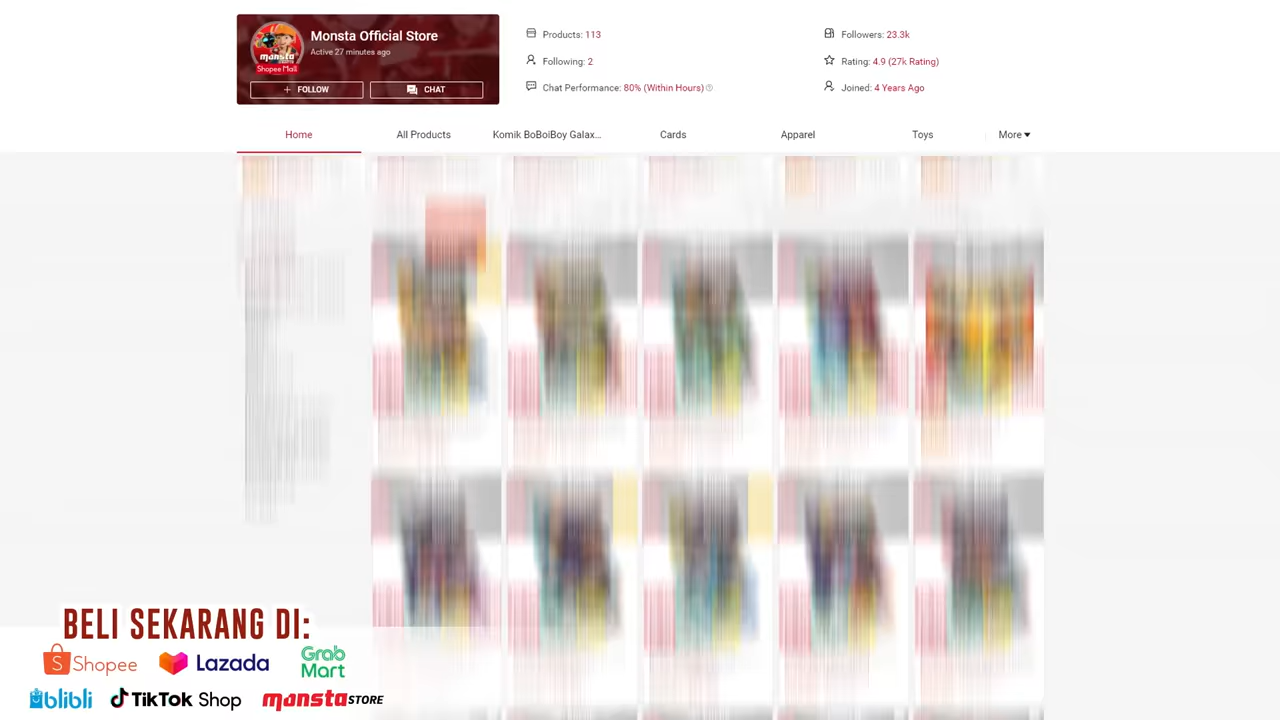 Monsta Official Store
Active 27 minutes ago
monsta
Shopee Mall
+ FOLLOW
CHAT
Products: 113
Following: 2
Chat Performance: 80% (Within Hours)
Followers: 23.3k
Rating: 4.9 (27k Rating)
Joined: 4 Years Ago
Home
All Products
Komik BoBoiBoy Galax...
Cards
Apparel
Toys
More
BELI SEKARANG DI:
Shopee
Lazada
Grab
Mart
blibli
TikTok Shop
monsta STORE